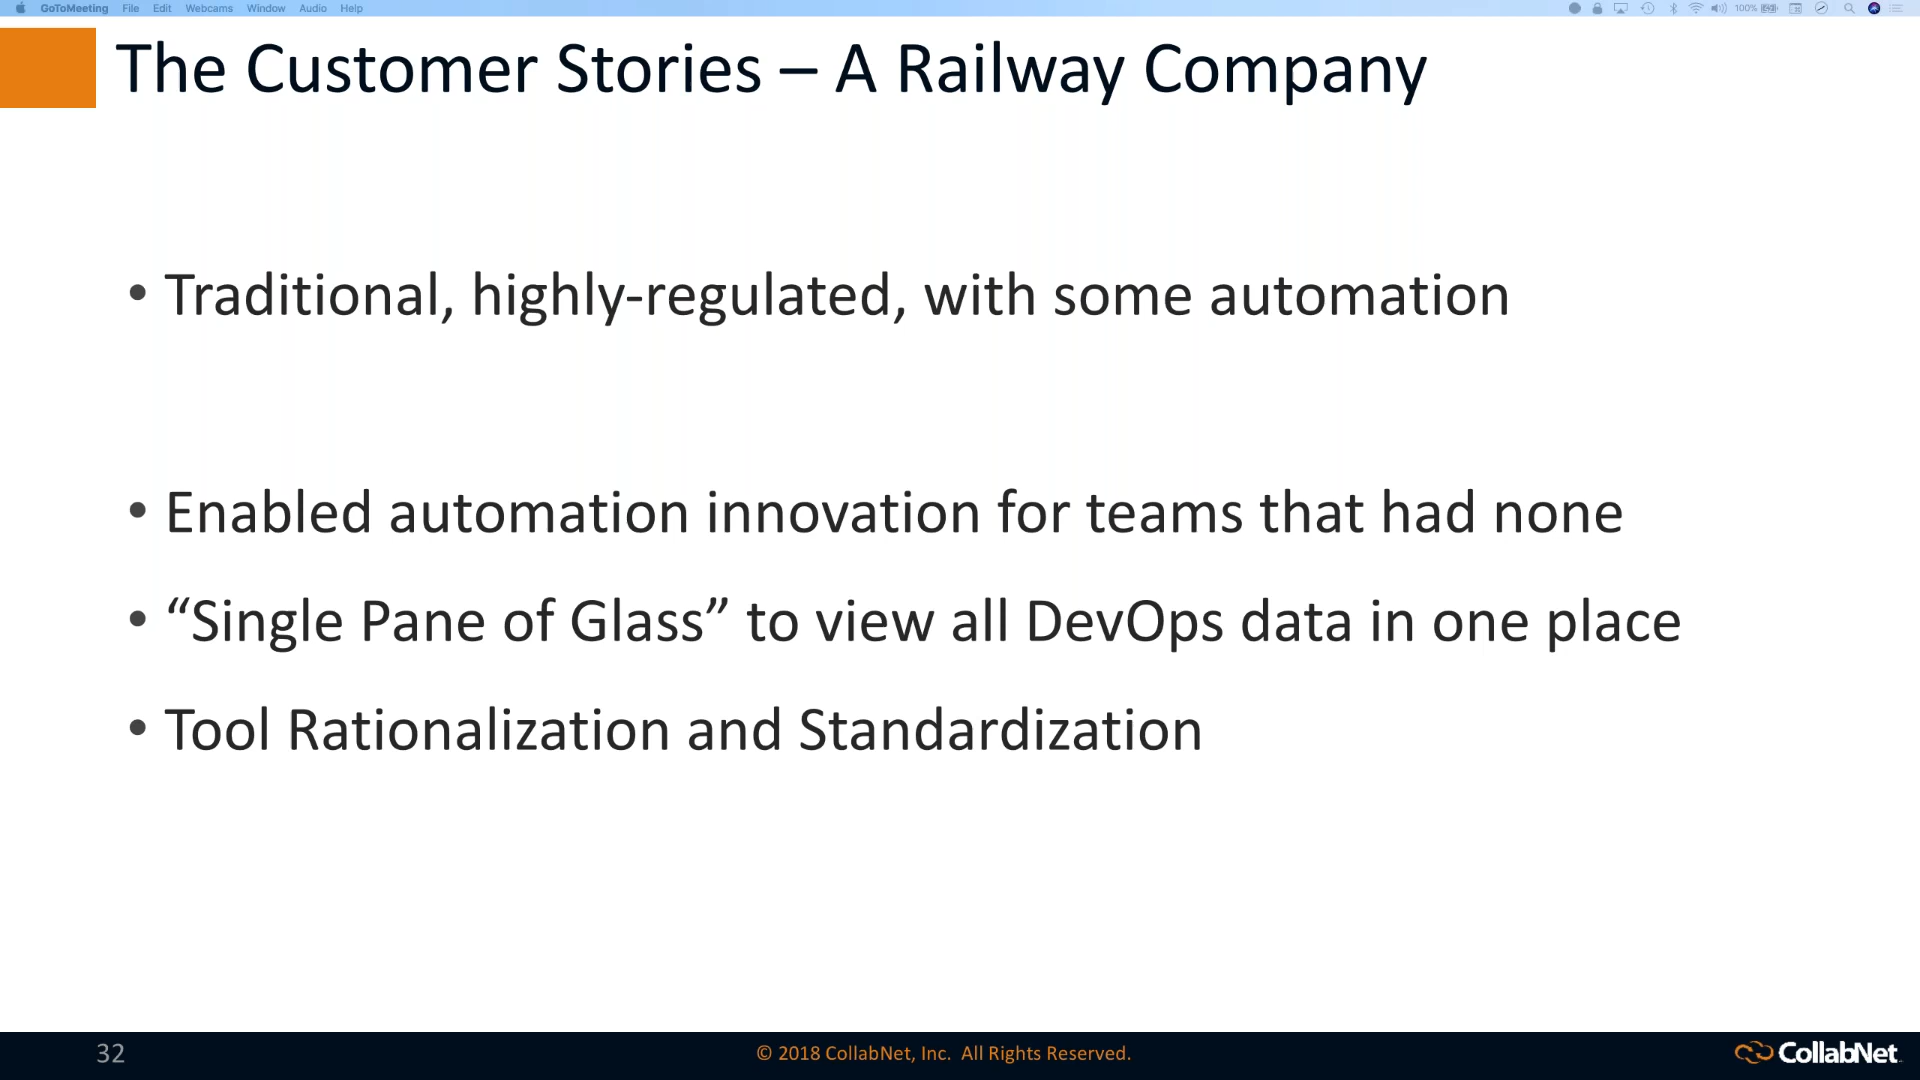 GoToMeeting File Edit Webcams Window Audio Help 100%
The Customer Stories – A Railway Company
• Traditional, highly-regulated, with some automation
• Enabled automation innovation for teams that had none
• “Single Pane of Glass” to view all DevOps data in one place
• Tool Rationalization and Standardization
32
© 2018 CollabNet, Inc. All Rights Reserved.
CollabNet